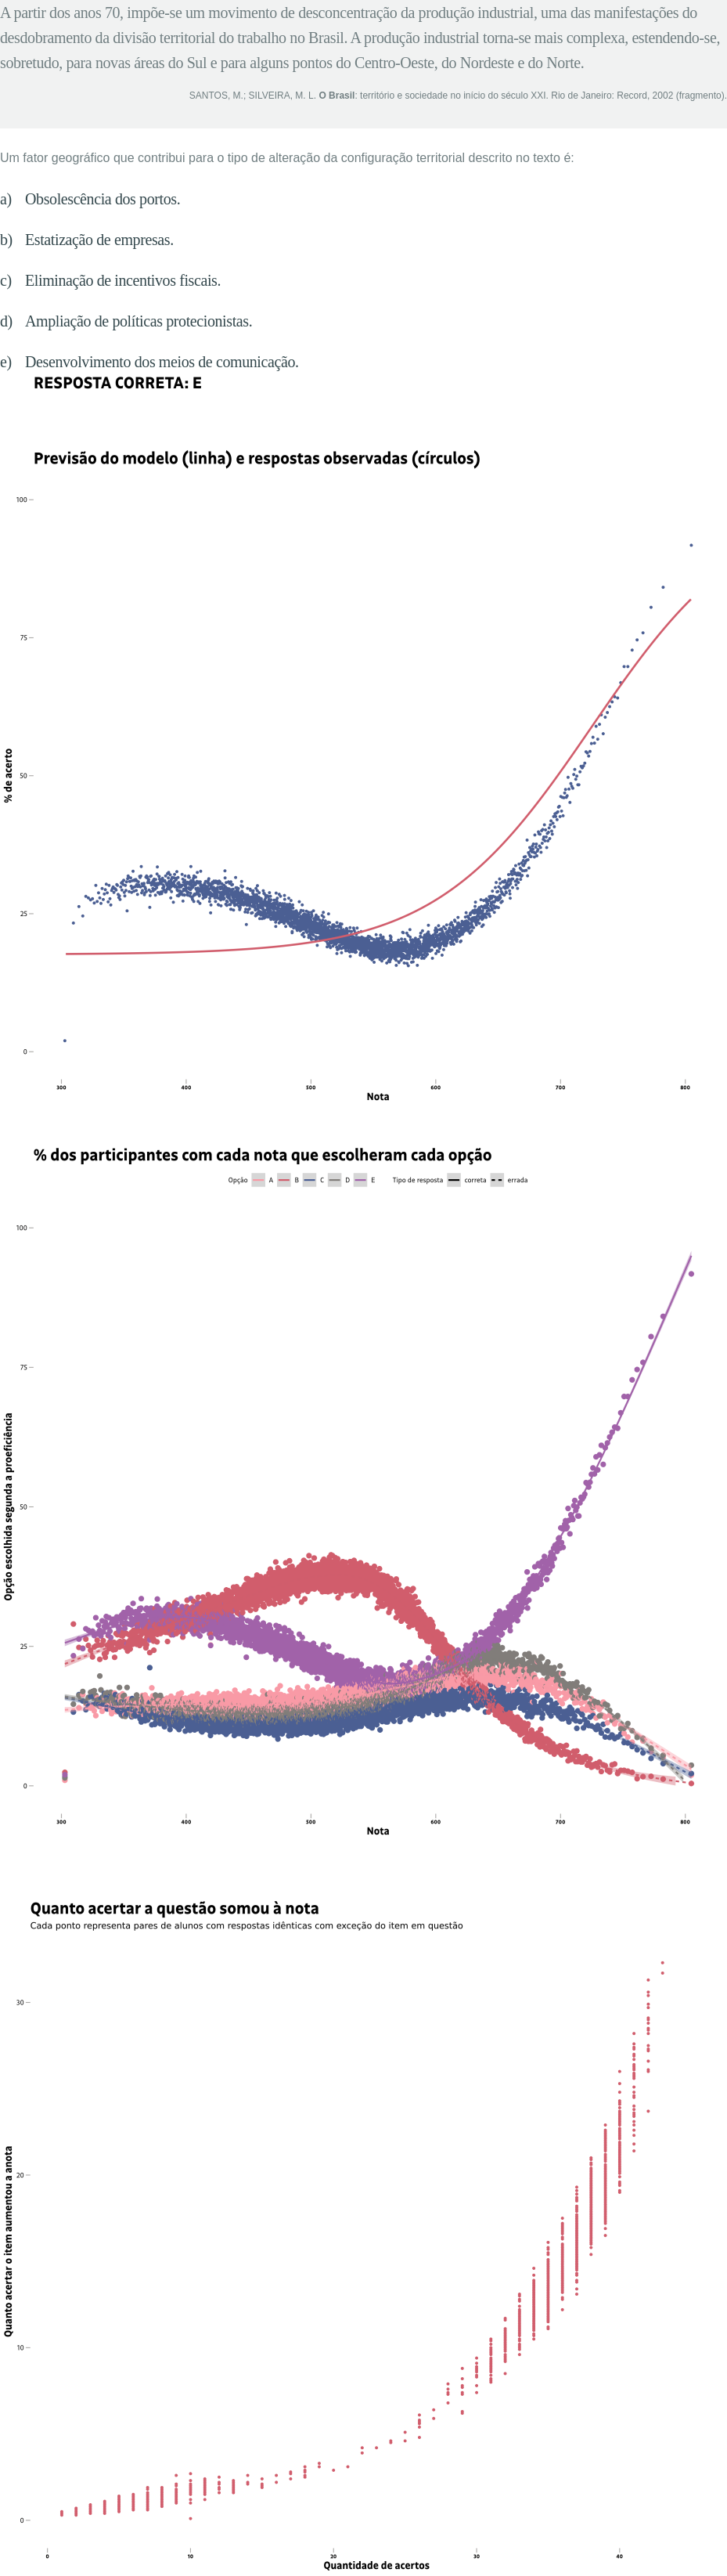 A partir dos anos 70, impõe-se um movimento de desconcentração da produção industrial, uma das manifestações do
desdobramento da divisão territorial do trabalho no Brasil. A produção industrial torna-se mais complexa, estendendo-se,
sobretudo, para novas áreas do Sul e para alguns pontos do Centro-Oeste, do Nordeste e do Norte.
SANTOS, M.; SILVEIRA, M. L. O Brasil: território e sociedade no início do século XXI. Rio de Janeiro: Record, 2002 (fragmento).
Um fator geográfico que contribui para o tipo de alteração da configuração territorial descrito no texto é:
a) Obsolescência dos portos.
b) Estatização de empresas.
c) Eliminação de incentivos fiscais.
d) Ampliação de políticas protecionistas.
e) Desenvolvimento dos meios de comunicação.
RESPOSTA CORRETA: E
Previsão do modelo (linha) e respostas observadas (círculos)
100
75
50
25
0
% de acerto
300 400 500 600 700 800
Nota
% dos participantes com cada nota que escolheram cada opção
Opção A B C D E Tipo de resposta correta errada
100
75
50
25
0
Opção escolhida segunda a proeficiência
300 400 500 600 700 800
Nota
Quanto acertar a questão somou à nota
Cada ponto representa pares de alunos com respostas idênticas com exceção do item em questão
30
20
10
0
Quanto acertar o item aumentou a anota
0 10 20 30 40
Quantidade de acertos